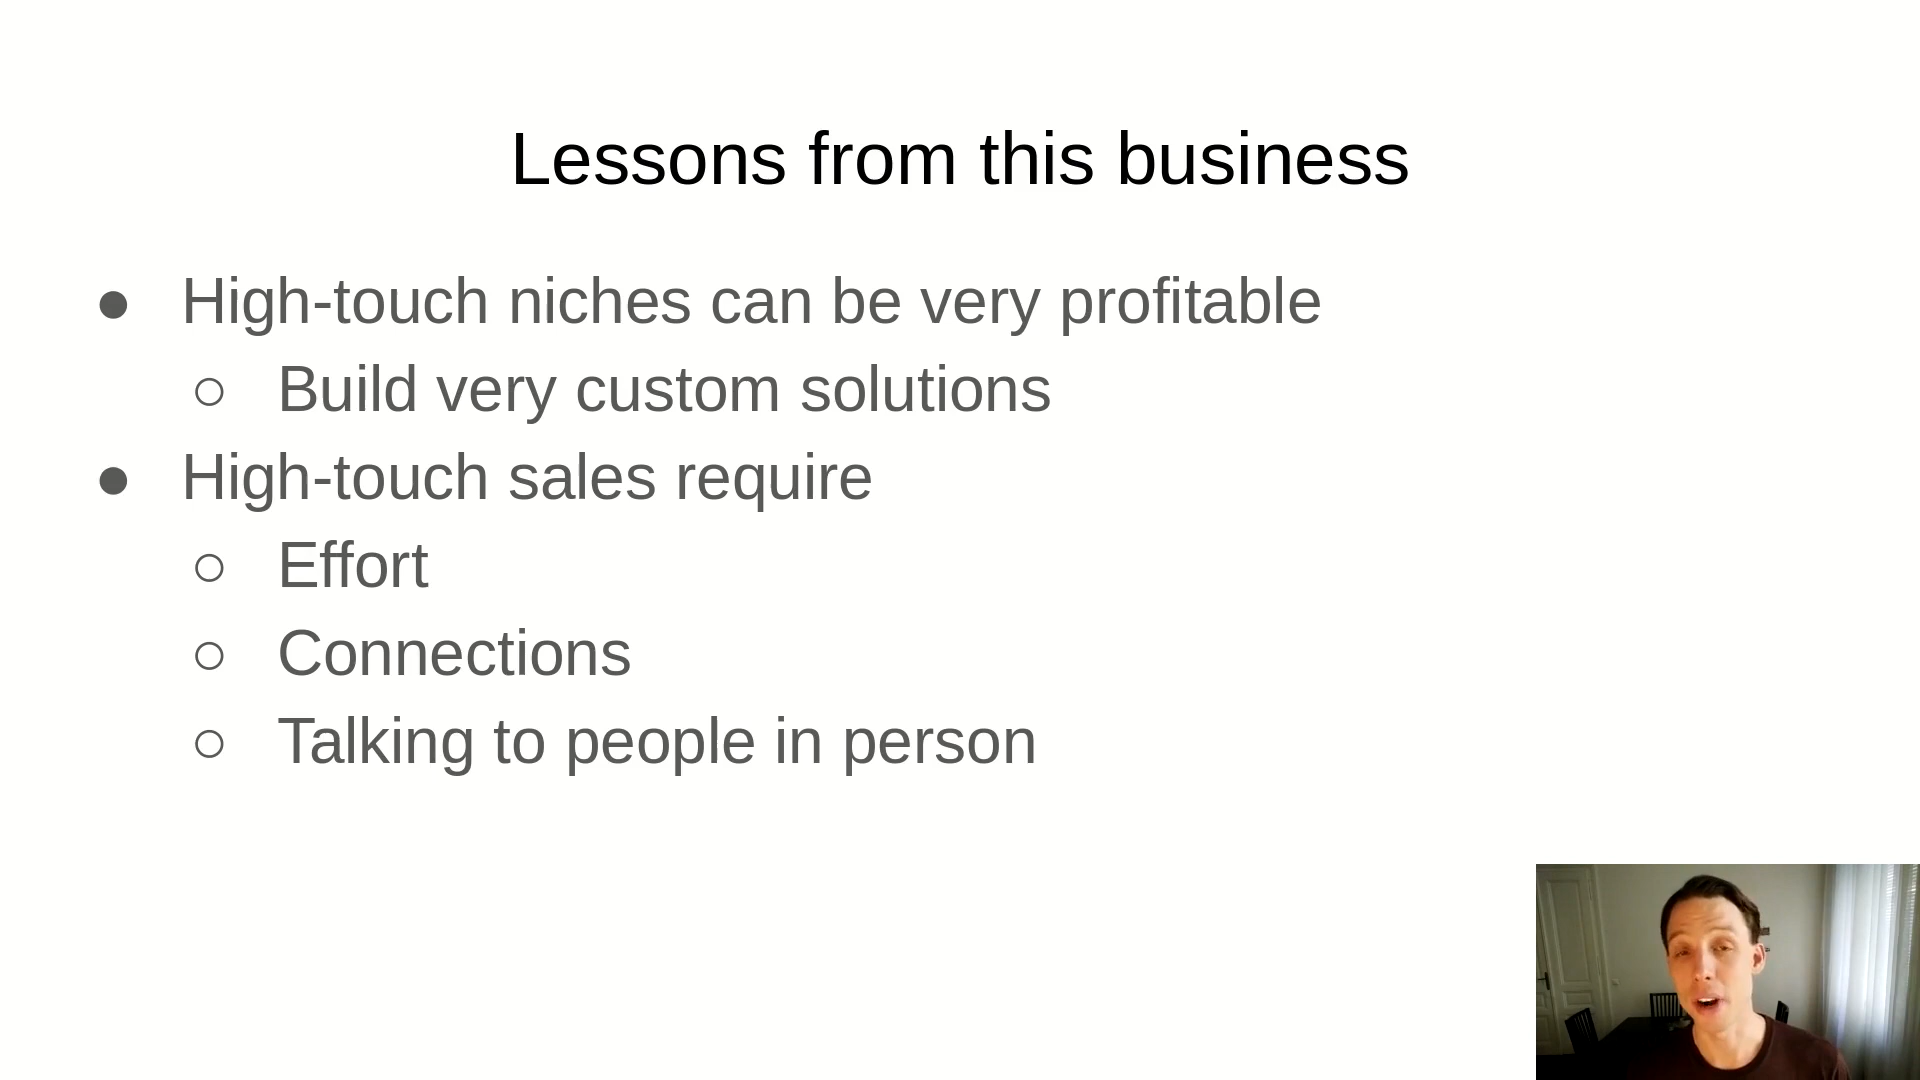 Lessons from this business
● High-touch niches can be very profitable
○ Build very custom solutions
● High-touch sales require
○ Effort
○ Connections
○ Talking to people in person